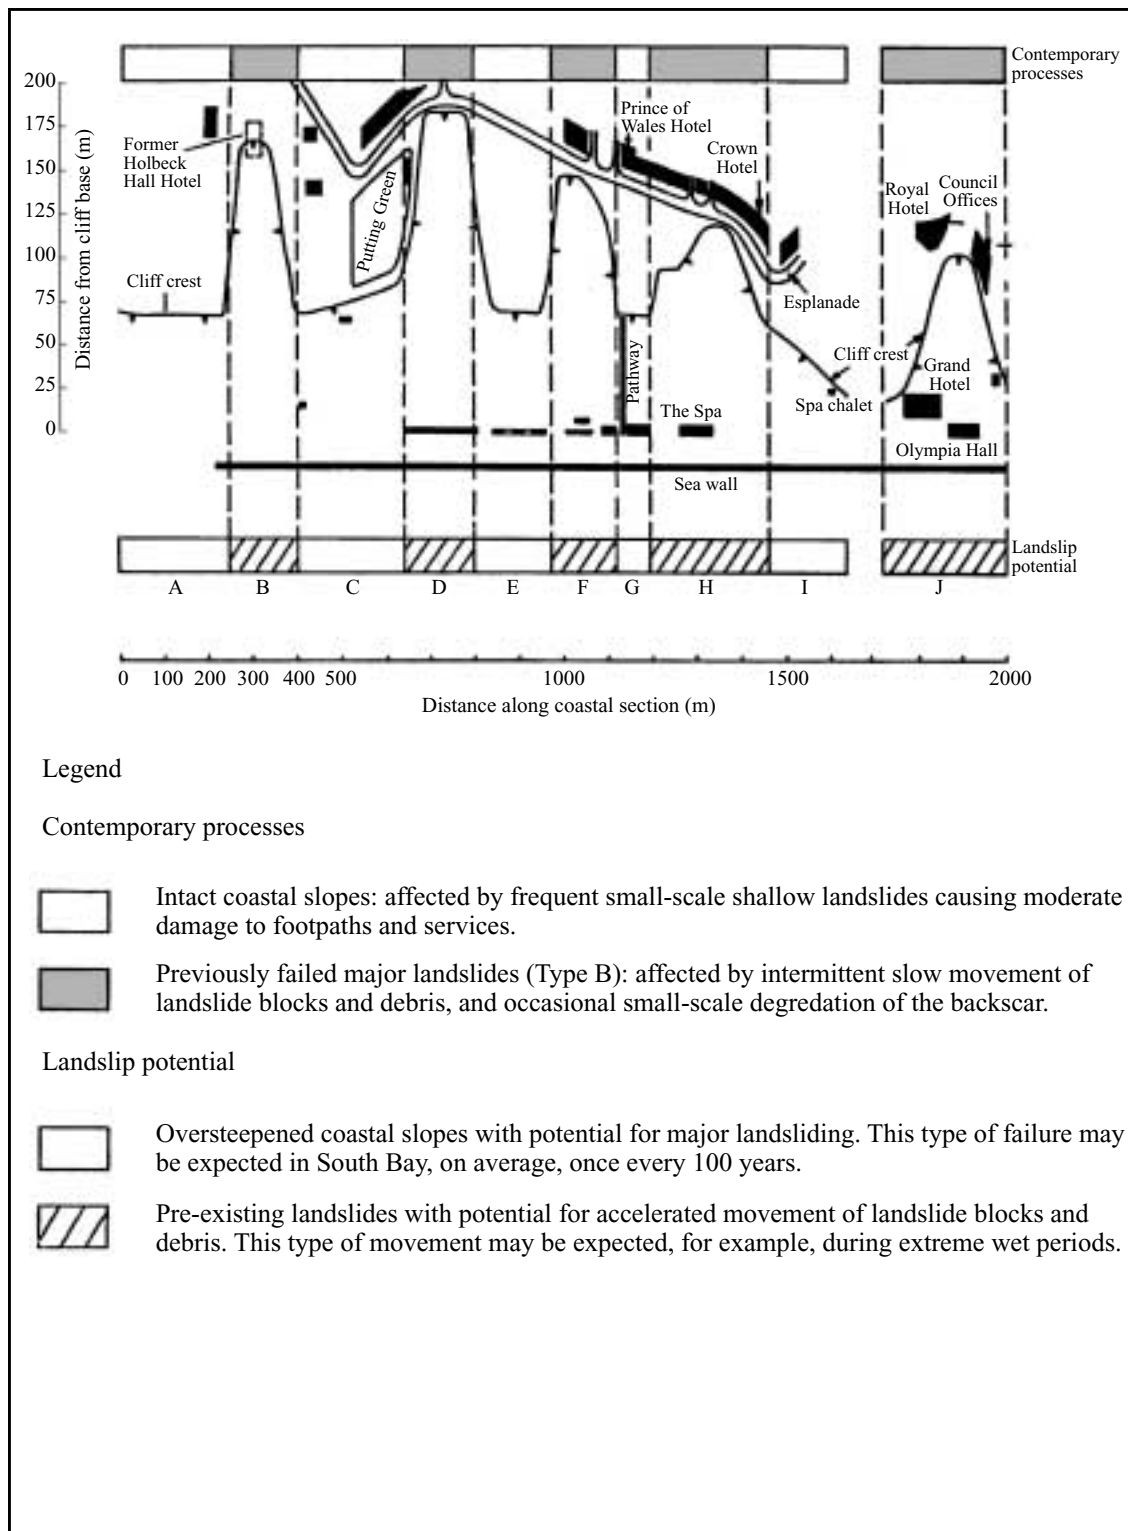 Contemporary
processes
200
175
150
125
100
75
50
25
0
Distance from cliff base (m)
Former
Holbeck
Hall Hotel
Cliff crest
Putting Green
Prince of
Wales Hotel
Crown
Hotel
Royal
Hotel
Council
Offices
Esplanade
Cliff crest
Grand
Hotel
Pathway
The Spa
Spa chalet
Olympia Hall
Sea wall
Landslip
potential
A B C D E F G H I J
0 100 200 300 400 500 1000 1500 2000
Distance along coastal section (m)
Legend
Contemporary processes
Intact coastal slopes: affected by frequent small-scale shallow landslides causing moderate
damage to footpaths and services.
Previously failed major landslides (Type B): affected by intermittent slow movement of
landslide blocks and debris, and occasional small-scale degredation of the backscar.
Landslip potential
Oversteepened coastal slopes with potential for major landsliding. This type of failure may
be expected in South Bay, on average, once every 100 years.
Pre-existing landslides with potential for accelerated movement of landslide blocks and
debris. This type of movement may be expected, for example, during extreme wet periods.